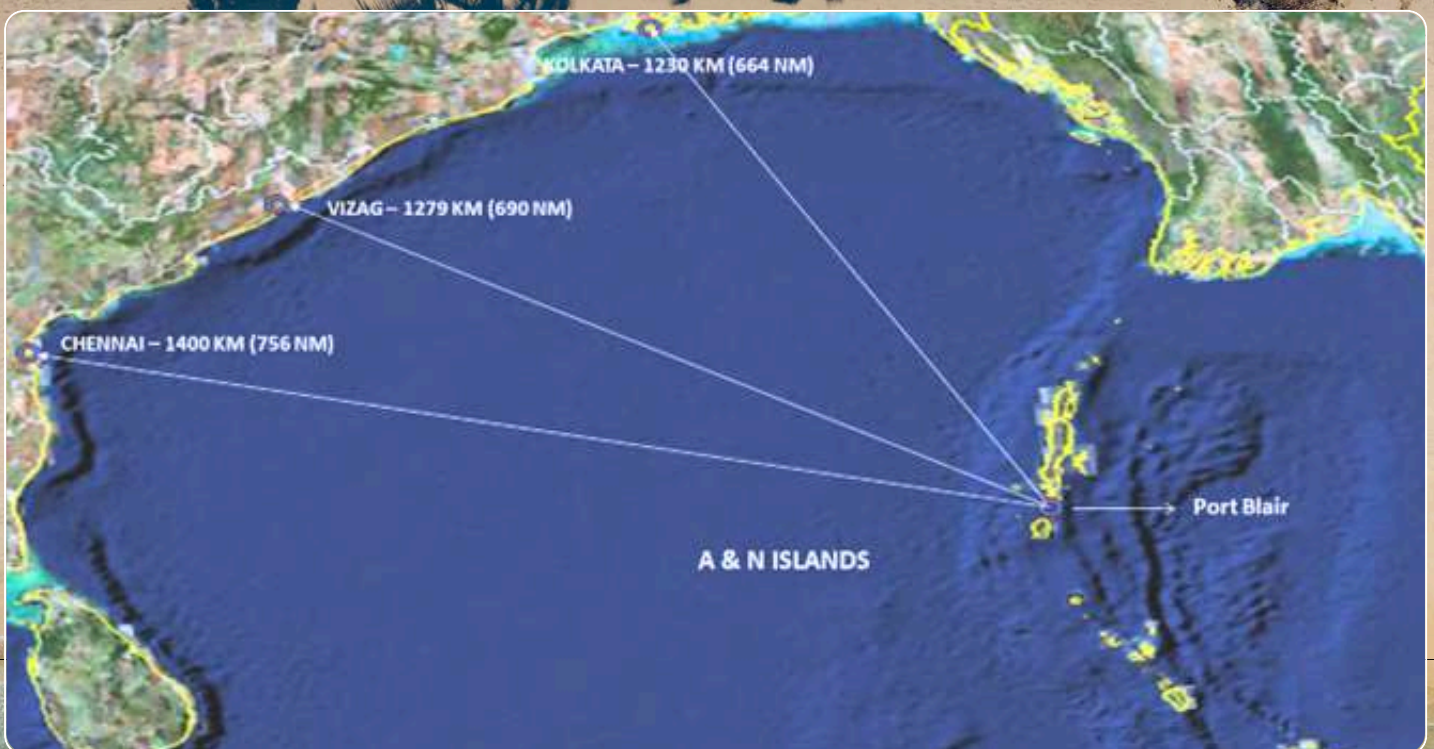 KOLKATA – 1230 KM (664 NM)
VIZAG – 1279 KM (690 NM)
CHENNAI – 1400 KM (756 NM)
Port Blair
A & N ISLANDS